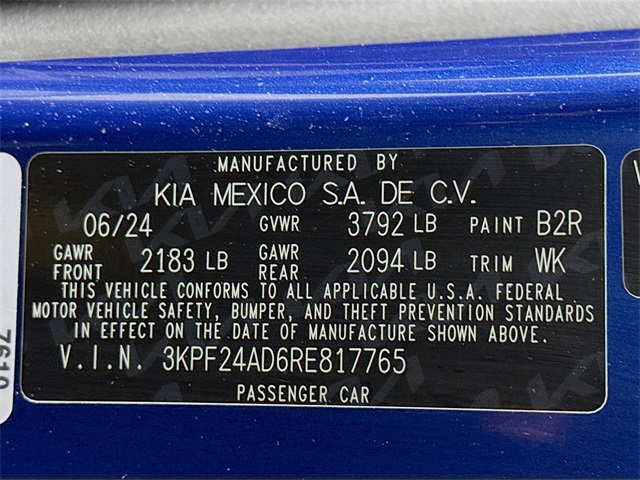 MANUFACTURED BY
KIA MEXICO S.A. DE C.V.
06/24 GVWR 3792 LB PAINT B2R
GAWR FRONT 2183 LB GAWR REAR 2094 LB TRIM WK
THIS VEHICLE CONFORMS TO ALL APPLICABLE U.S.A. FEDERAL
MOTOR VEHICLE SAFETY, BUMPER, AND THEFT PREVENTION STANDARDS
IN EFFECT ON THE DATE OF MANUFACTURE SHOWN ABOVE.
V.I.N. 3KPF24AD6RE817765
PASSENGER CAR